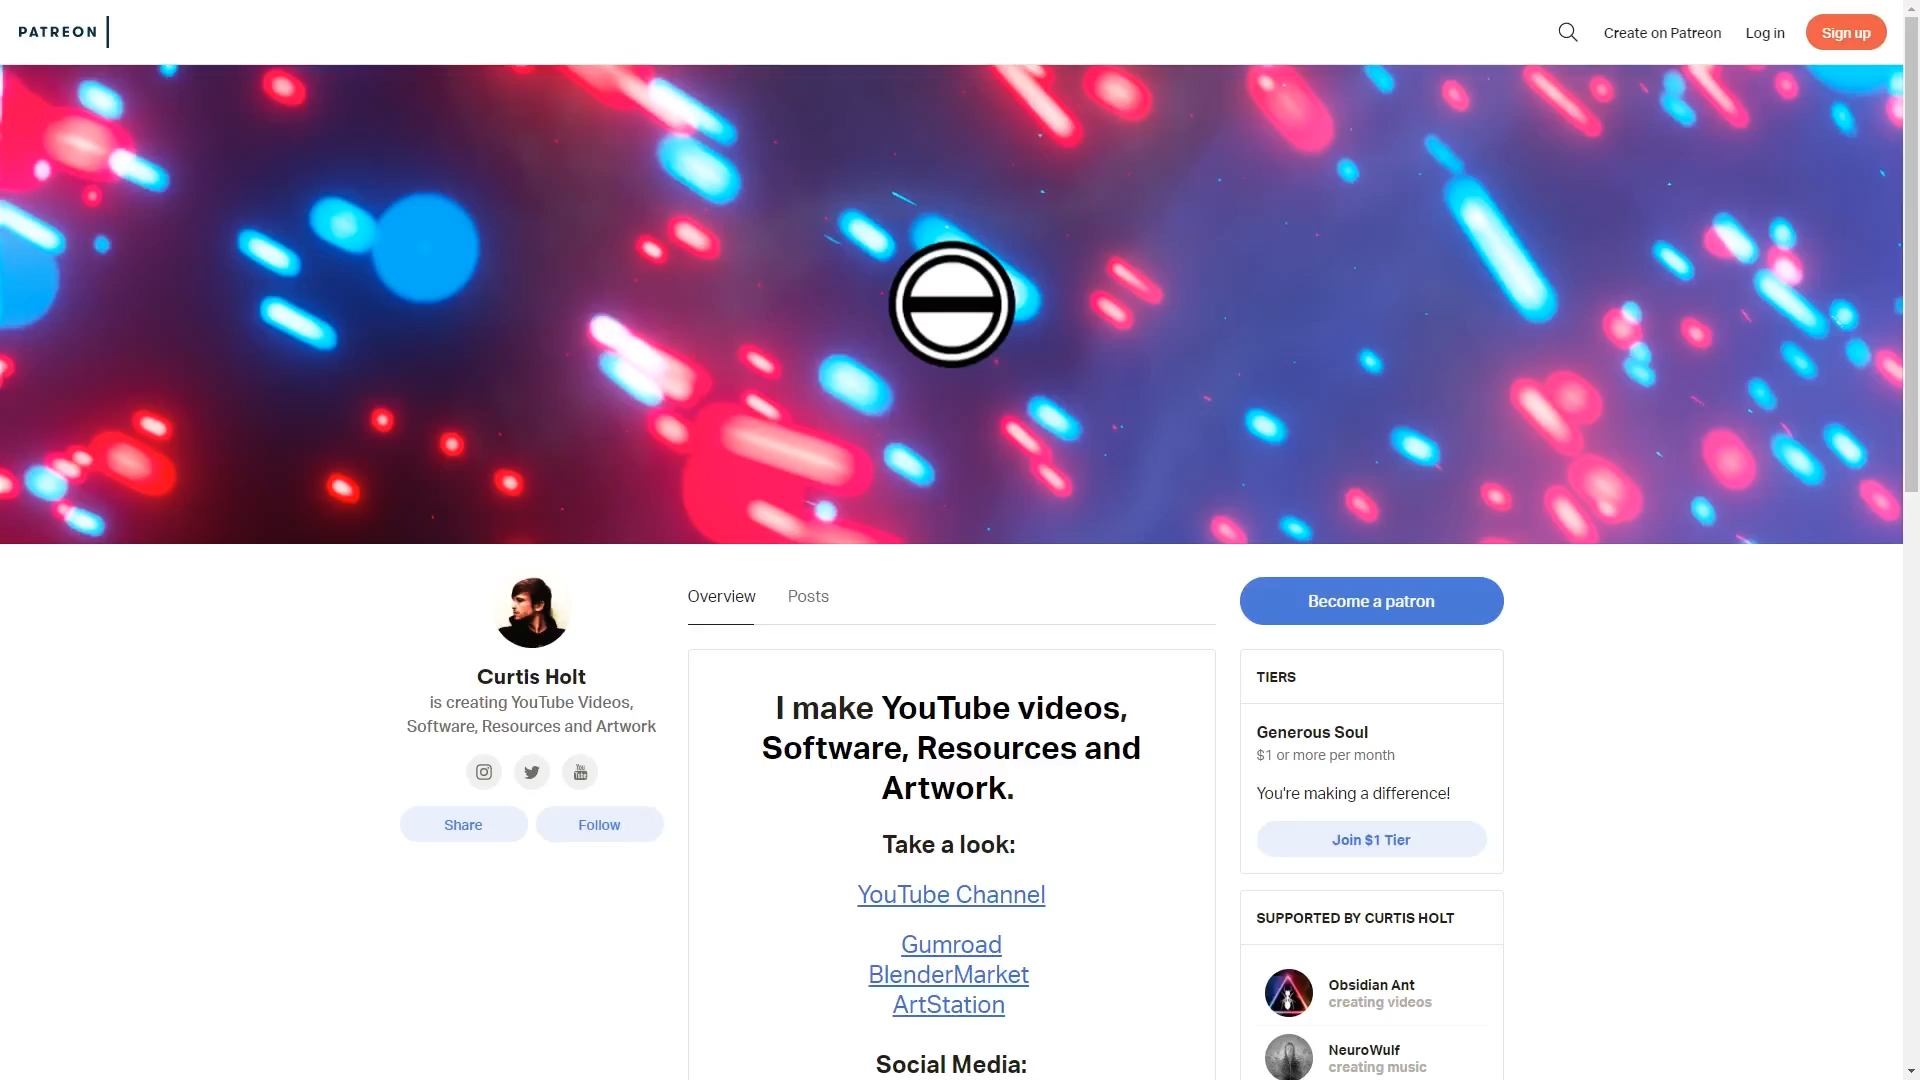 PATREON
Create on Patreon
Log in
Sign up
Curtis Holt
is creating YouTube Videos,
Software, Resources and Artwork
You
Tube
Share
Follow
Overview
Posts
I make YouTube videos,
Software, Resources and
Artwork.
Take a look:
YouTube Channel
Gumroad
BlenderMarket
ArtStation
Social Media:
Become a patron
TIERS
Generous Soul
$1 or more per month
You're making a difference!
Join $1 Tier
SUPPORTED BY CURTIS HOLT
Obsidian Ant
creating videos
NeuroWulf
creating music